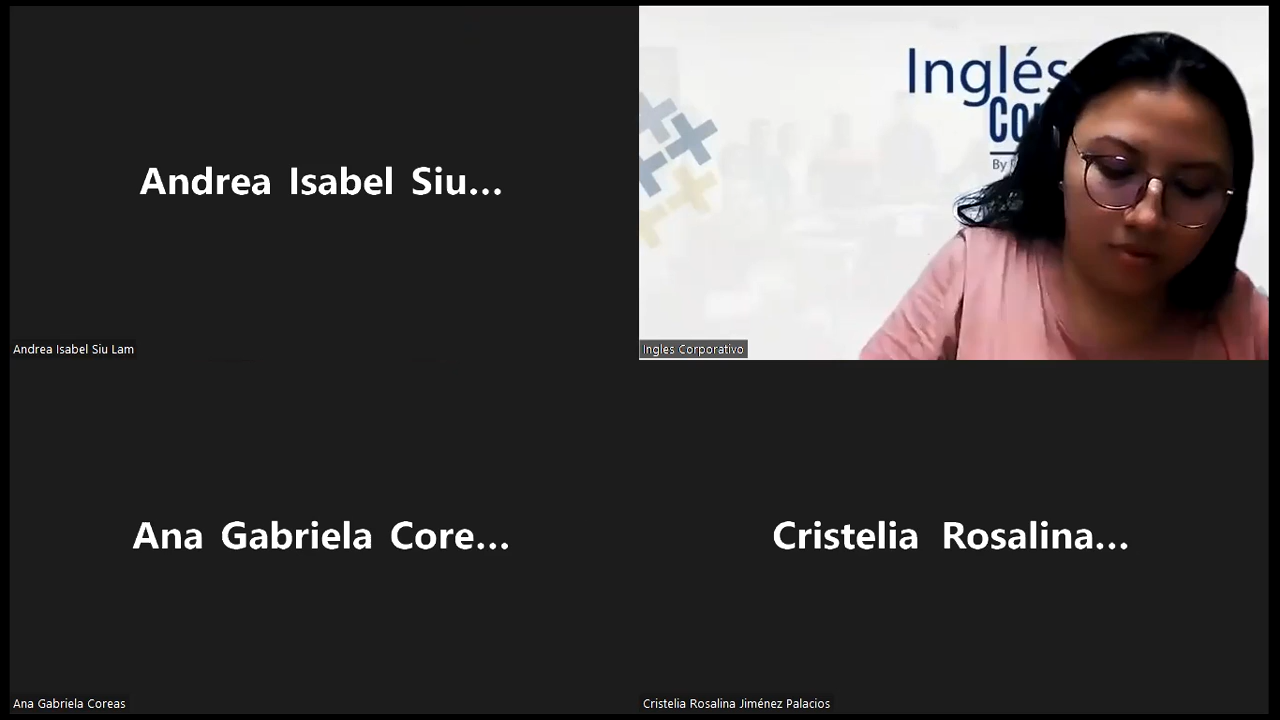 Andrea Isabel Siu...
Andrea Isabel Siu Lam
Inglés
Co
By
Ingles Corporativo
Ana Gabriela Core...
Ana Gabriela Coreas
Cristelia Rosalina...
Cristelia Rosalina Jiménez Palacios